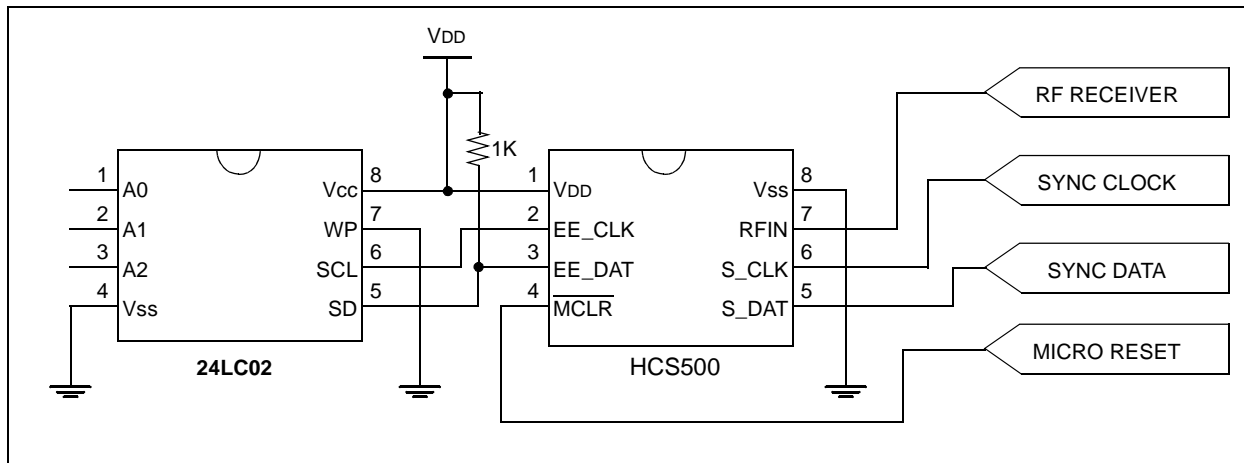 VDD
1K
RF RECEIVER
SYNC CLOCK
SYNC DATA
MICRO RESET
1 A0 Vcc 8
2 A1 WP 7
3 A2 SCL 6
4 Vss SD 5
24LC02
1 VDD Vss 8
2 EE_CLK RFIN 7
3 EE_DAT S_CLK 6
4 MCLR S_DAT 5
HCS500